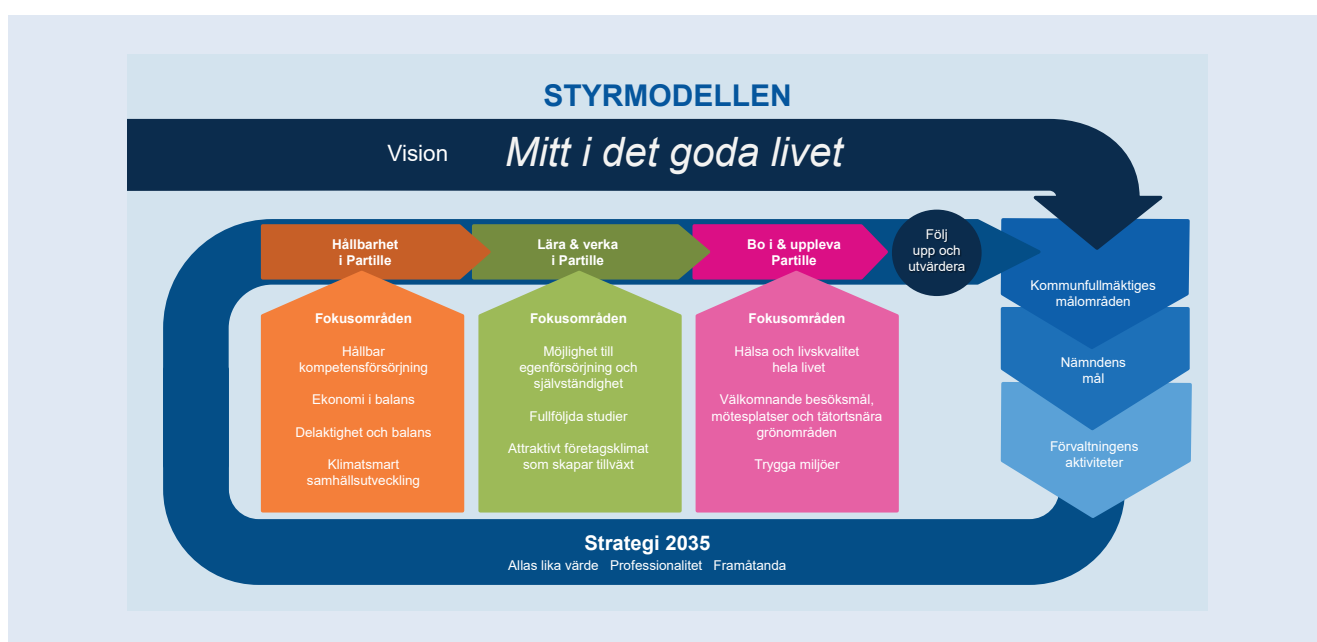 STYRMODELLEN
Vision
Mitt i det goda livet
Hållbarhet
i Partille
Lära & verka
i Partille
Bo i & uppleva
Partille
Följ
upp och
utvärdera
Fokusområden
Hållbar
kompetensförsörjning
Ekonomi i balans
Delaktighet och balans
Klimatsmart
samhällsutveckling
Fokusområden
Möjlighet till
egenförsörjning och
självständighet
Fullföljda studier
Attraktivt företagsklimat
som skapar tillväxt
Fokusområden
Hälsa och livskvalitet
hela livet
Välkomnande besöksmål,
mötesplatser och tätortsnära
grönområden
Trygga miljöer
Kommunfullmäktiges
målområden
Nämndens
mål
Förvaltningens
aktiviteter
Strategi 2035
Allas lika värde Professionalitet Framåtanda